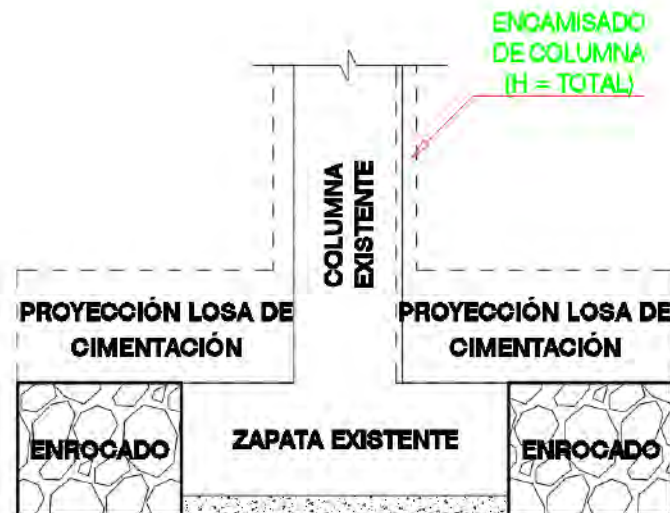 ENCAMISADO
DE COLUMNA
(H = TOTAL)
COLUMNA
EXISTENTE
PROYECCIÓN LOSA DE
CIMENTACIÓN
PROYECCIÓN LOSA DE
CIMENTACIÓN
ENROCADO
ZAPATA EXISTENTE
ENROCADO